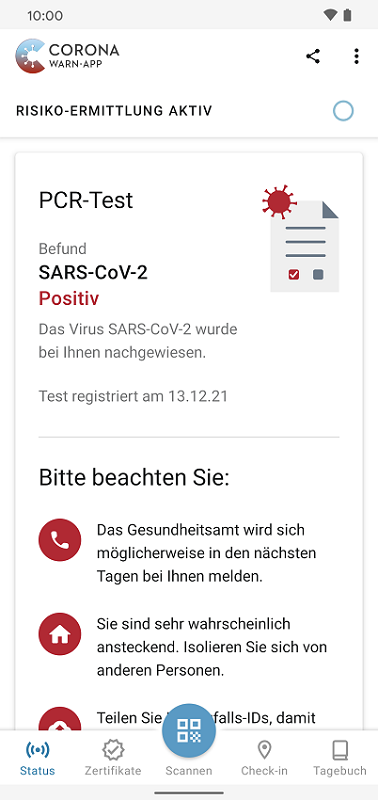 10:00
CORONA
WARN-APP
RISIKO-ERMITTLUNG AKTIV
PCR-Test
Befund
SARS-CoV-2
Positiv
Das Virus SARS-CoV-2 wurde
bei Ihnen nachgewiesen.
Test registriert am 13.12.21
Bitte beachten Sie:
Das Gesundheitsamt wird sich
möglicherweise in den nächsten
Tagen bei Ihnen melden.
Sie sind sehr wahrscheinlich
ansteckend. Isolieren Sie sich von
anderen Personen.
Teilen Sie falls-IDs, damit
Status
Zertifikate
Scannen
Check-in
Tagebuch